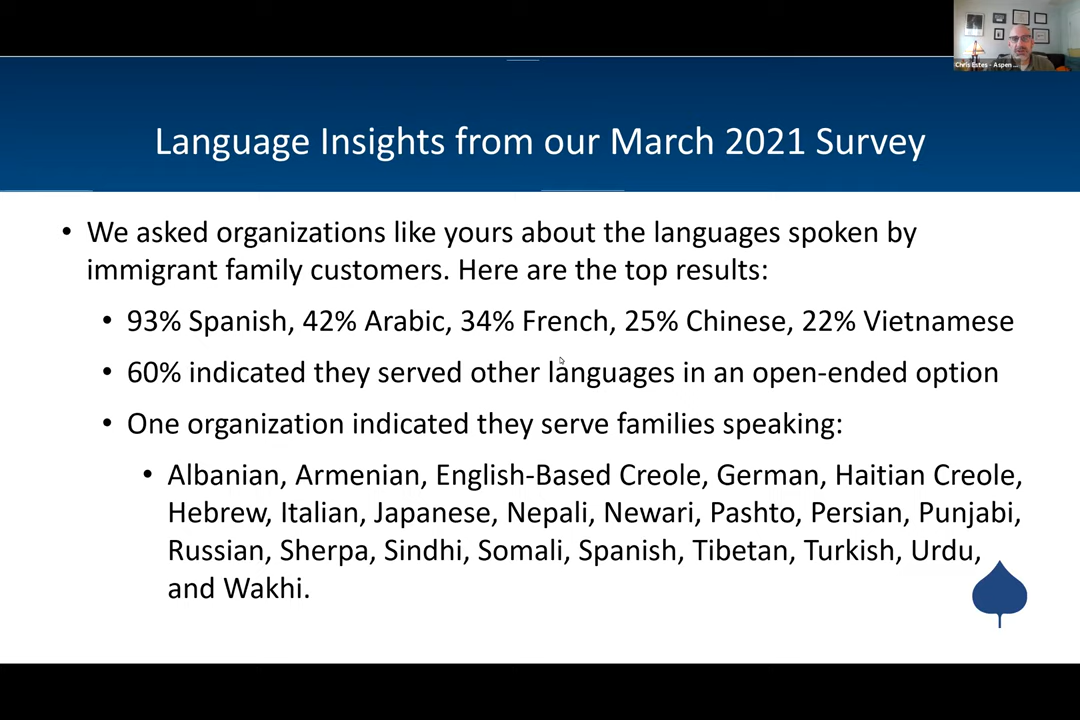 Chris Estes - Aspen ...
Language Insights from our March 2021 Survey
• We asked organizations like yours about the languages spoken by
immigrant family customers. Here are the top results:
• 93% Spanish, 42% Arabic, 34% French, 25% Chinese, 22% Vietnamese
• 60% indicated they served other languages in an open-ended option
• One organization indicated they serve families speaking:
• Albanian, Armenian, English-Based Creole, German, Haitian Creole,
Hebrew, Italian, Japanese, Nepali, Newari, Pashto, Persian, Punjabi,
Russian, Sherpa, Sindhi, Somali, Spanish, Tibetan, Turkish, Urdu,
and Wakhi.